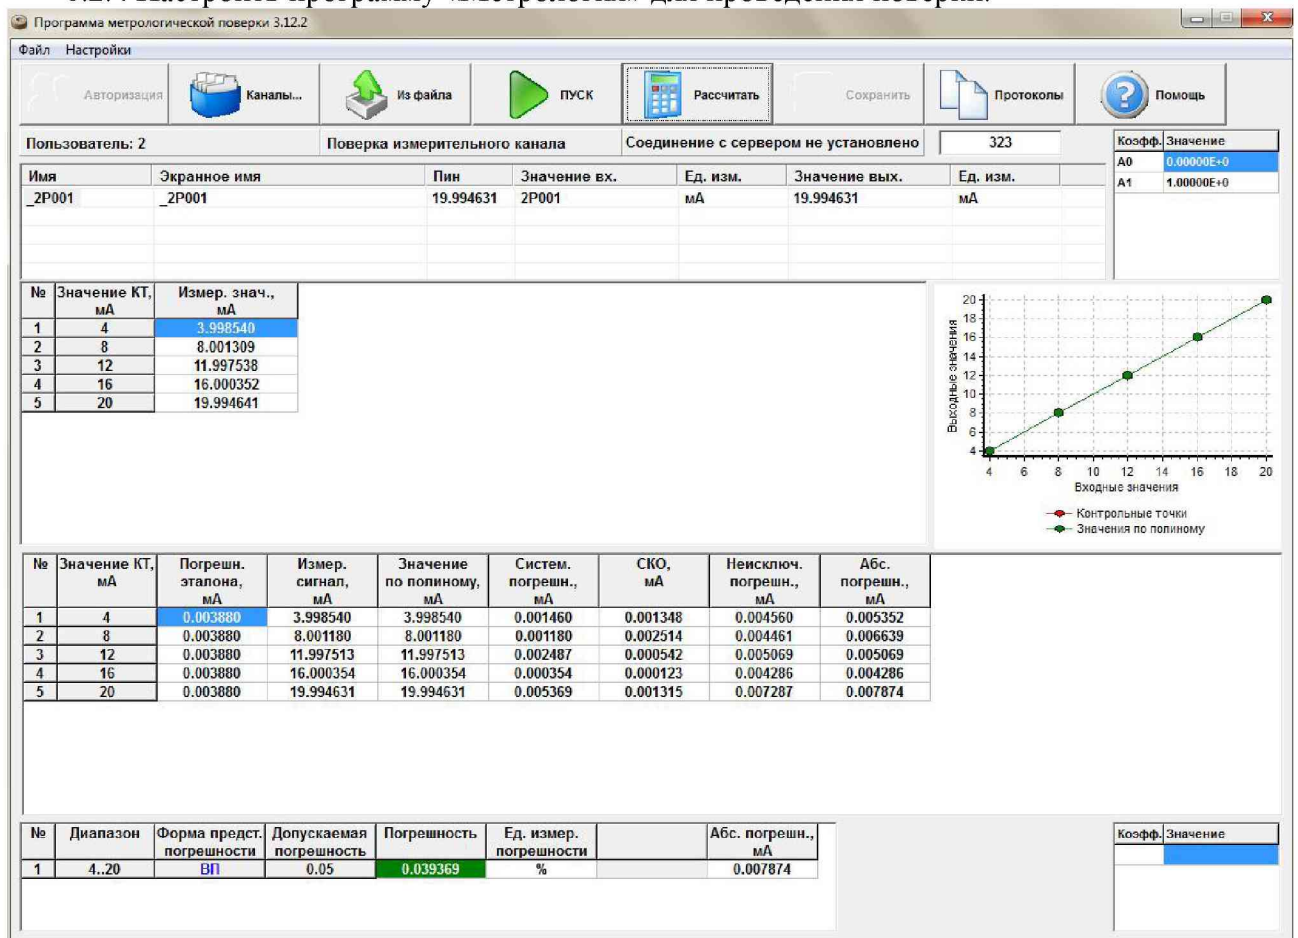 Программа метрологической поверки 3.12.2
Файл Настройки
Авторизация Каналы... Из файла ПУСК Рассчитать Сохранить Протоколы Помощь
Пользователь: 2 Поверка измерительного канала Соединение с сервером не установлено 323
Коэфф. Значение
A0 0.00000E+0
A1 1.00000E+0
Имя Экранное имя Пин Значение вх. Ед. изм. Значение вых. Ед. изм.
_2P001 _2P001 19.994631 2P001 мА 19.994631 мА
№ Значение КТ, мА Измер. знач., мА
1 4 3.998540
2 8 8.001309
3 12 11.997538
4 16 16.000352
5 20 19.994641
Выходные значения
20
18
16
14
12
10
8
6
4
4 6 8 10 12 14 16 18 20
Входные значения
Контрольные точки
Значения по полиному
№ Значение КТ, мА Погрешн. эталона, мА Измер. сигнал, мА Значение по полиному, мА Систем. погрешн., мА СКО, мА Неисключ. погрешн., мА Абс. погрешн., мА
1 4 0.003880 3.998540 3.998540 0.001460 0.001348 0.004560 0.005352
2 8 0.003880 8.001180 8.001180 0.001180 0.002514 0.004461 0.006639
3 12 0.003880 11.997513 11.997513 0.002487 0.000542 0.005069 0.005069
4 16 0.003880 16.000354 16.000354 0.000354 0.000123 0.004286 0.004286
5 20 0.003880 19.994631 19.994631 0.005369 0.001315 0.007287 0.007874
№ Диапазон Форма предст. погрешности Допускаемая погрешность Погрешность Ед. измер. погрешности Абс. погрешн., мА
1 4..20 ВП 0.05 0.039369 % 0.007874
Коэфф. Значение